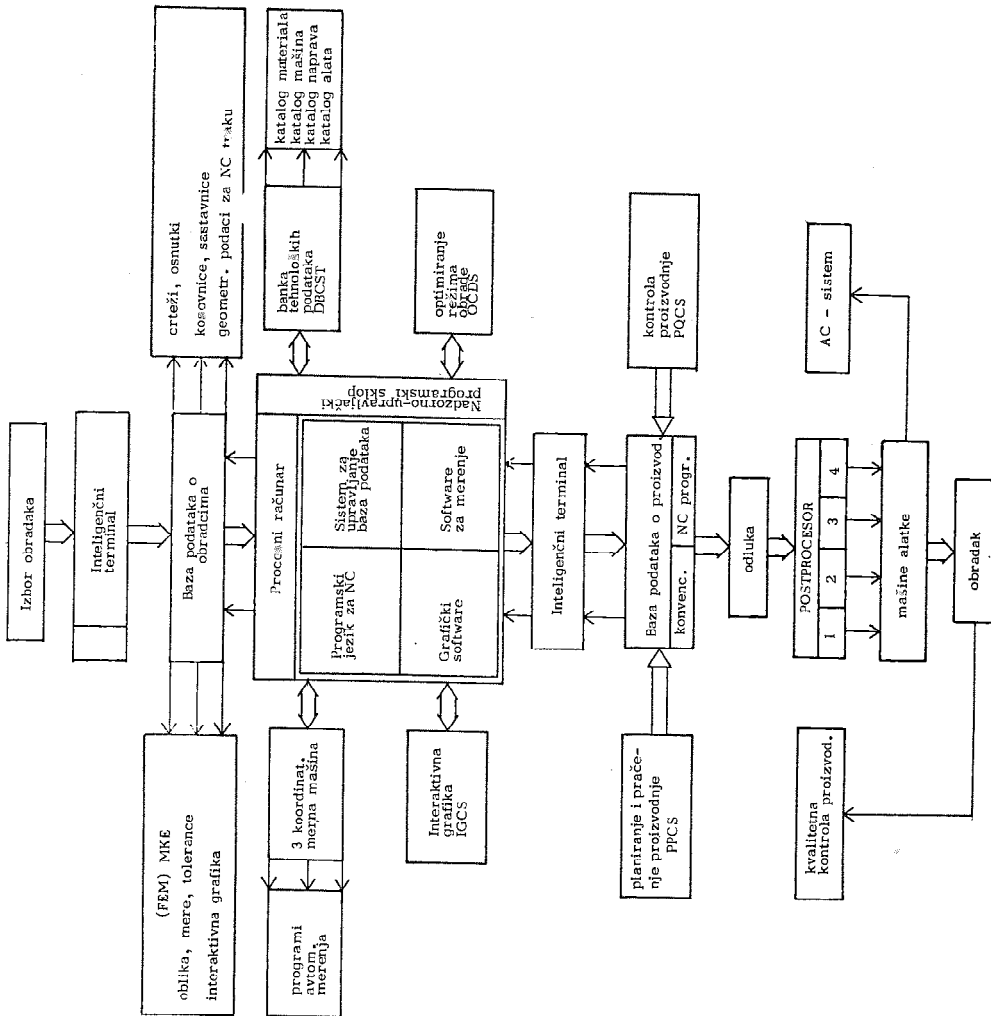 Izbor obradaka
Inteligenčni
terminal
(FEM) MKE
oblika, mere, tolerance
interaktivna grafika
Baza podataka o
obradcima
crteži, osnutki
kosovnice, sastavnice
geometr. podaci za NC traku
programi
avtom.
merenja
3 koordinat.
merna mašina
Procesni računar
Nadzorno-upravljački
programski sklop
Programski
jezik za NC
Sistem za
upravljanje
baza podataka
Grafički
software
Software
za merenje
banka
tehnoloških
podataka
DBCST
katalog materiala
katalog mašina
katalog naprava
katalog alata
Interaktivna
grafika
IGCS
optimiranje
režima
obrade
OCDS
Inteligenčni terminal
planiranje i prače-
nje proizvodnje
PPCS
Baza podataka o proizvod
konvenc.
NC progr.
kontrola
proizvodnje
PQCS
odluka
POSTPROCESOR
1 2 3 4
mašine alatke
AC - sistem
kvalitetna
kontrola proizvod.
obradak